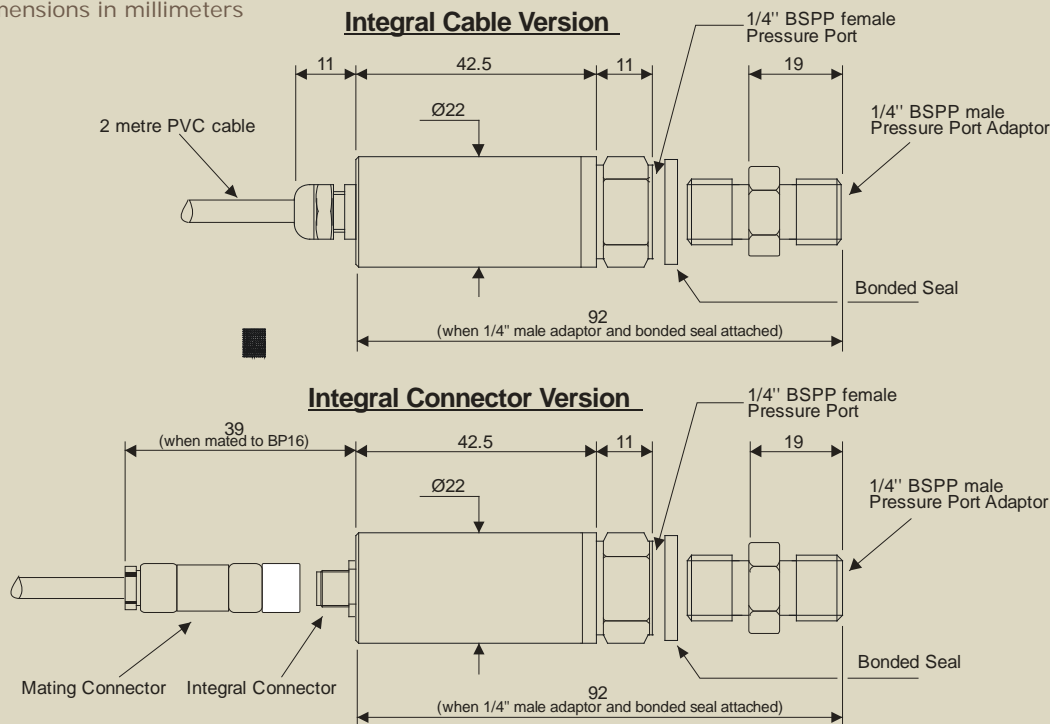 mensions in millimeters
Integral Cable Version
1/4'' BSPP female
Pressure Port
11
42.5
11
19
Ø22
2 metre PVC cable
1/4'' BSPP male
Pressure Port Adaptor
Bonded Seal
92
(when 1/4" male adaptor and bonded seal attached)
Integral Connector Version
1/4'' BSPP female
Pressure Port
39
(when mated to BP16)
42.5
11
19
Ø22
1/4'' BSPP male
Pressure Port Adaptor
Bonded Seal
Mating Connector
Integral Connector
92
(when 1/4" male adaptor and bonded seal attached)